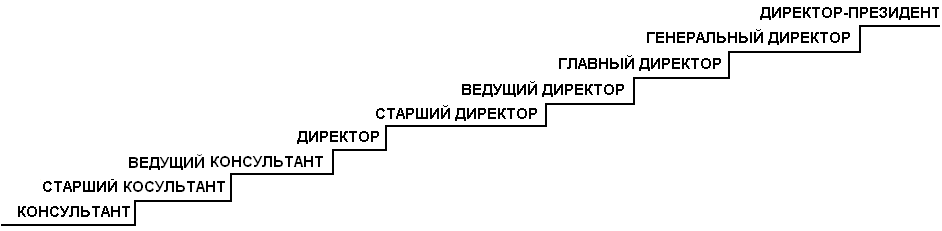 ДИРЕКТОР-ПРЕЗИДЕНТ
ГЕНЕРАЛЬНЫЙ ДИРЕКТОР
ГЛАВНЫЙ ДИРЕКТОР
ВЕДУЩИЙ ДИРЕКТОР
СТАРШИЙ ДИРЕКТОР
ДИРЕКТОР
ВЕДУЩИЙ КОНСУЛЬТАНТ
СТАРШИЙ КОСУЛЬТАНТ
КОНСУЛЬТАНТ